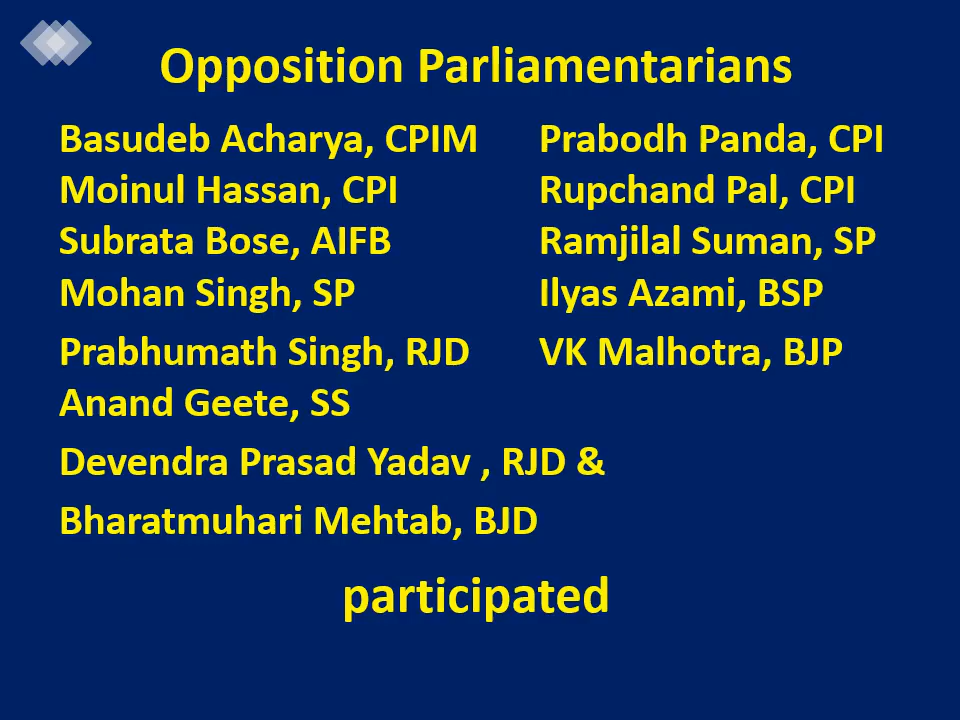 Opposition Parliamentarians
Basudeb Acharya, CPIM Prabodh Panda, CPI
Moinul Hassan, CPI Rupchand Pal, CPI
Subrata Bose, AIFB Ramjilal Suman, SP
Mohan Singh, SP Ilyas Azami, BSP
Prabhumath Singh, RJD VK Malhotra, BJP
Anand Geete, SS
Devendra Prasad Yadav , RJD &
Bharatmuhari Mehtab, BJD
participated